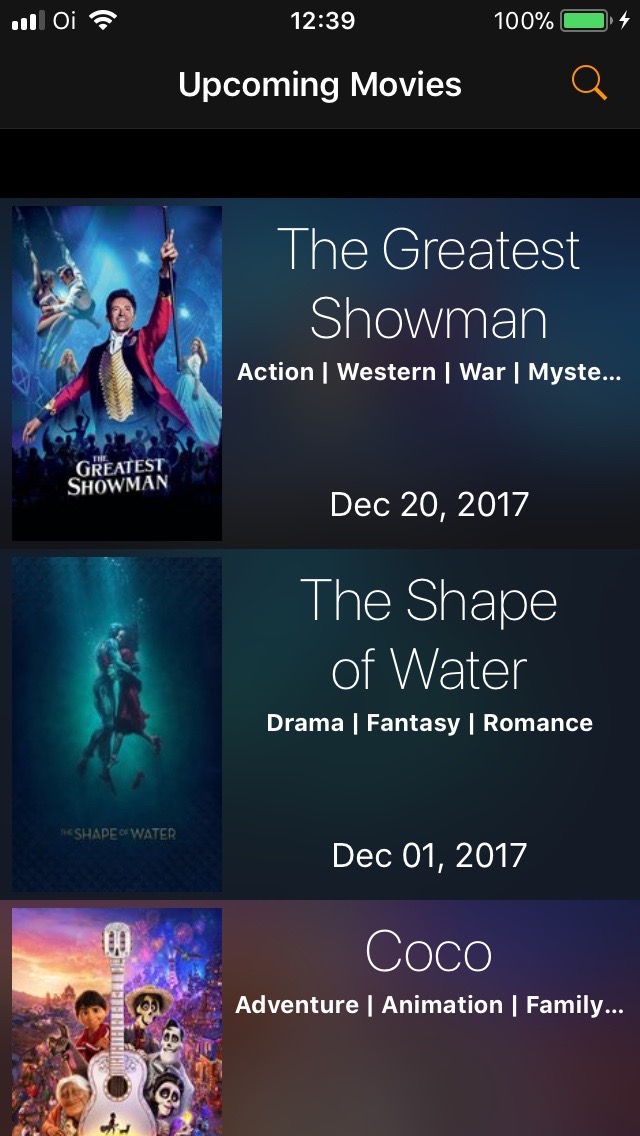 Oi 12:39 100%
Upcoming Movies
The Greatest
Showman
Action | Western | War | Myste...
THE
GREATEST
SHOWMAN
Dec 20, 2017
The Shape
of Water
Drama | Fantasy | Romance
THE SHAPE OF WATER
Dec 01, 2017
Coco
Adventure | Animation | Family...